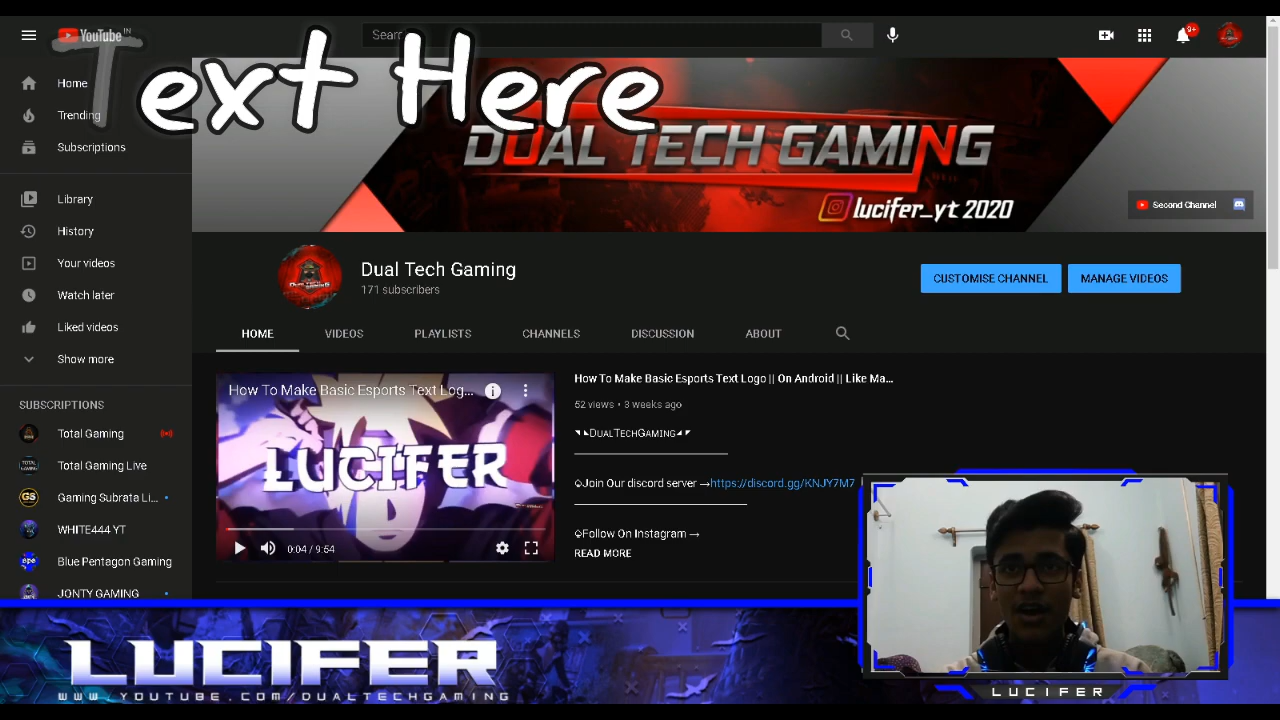 YouTube IN
Search
9+
Text Here
Home
Trending
Subscriptions
Library
History
Your videos
Watch later
Liked videos
Show more
SUBSCRIPTIONS
Total Gaming
Total Gaming Live
Gaming Subrata Li...
WHITE444 YT
Blue Pentagon Gaming
JONTY GAMING
DUAL TECH GAMING
lucifer_yt 2020
Second Channel
Dual Tech Gaming
171 subscribers
CUSTOMISE CHANNEL
MANAGE VIDEOS
HOME
VIDEOS
PLAYLISTS
CHANNELS
DISCUSSION
ABOUT
How To Make Basic Esports Text Log...
LUCIFER
0:04 / 9:54
How To Make Basic Esports Text Logo || On Android || Like Ma...
52 views • 3 weeks ago
◥◣DUALTECHGAMING◢◤
♤Join Our discord server →https://discord.gg/KNJY7M7
♤Follow On Instagram →
READ MORE
LUCIFER
WWW.YOUTUBE.COM/DUALTECHGAMING
LUCIFER